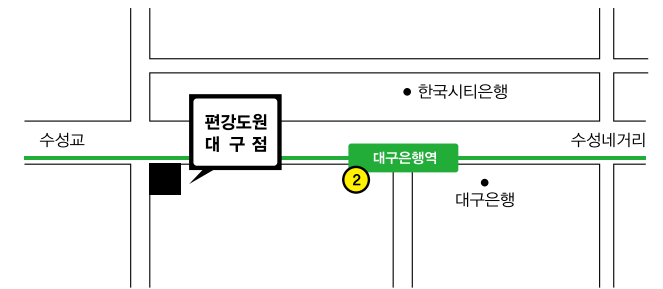 한국시티은행
편강도원
대 구 점
수성교
수성네거리
대구은행역
2
대구은행